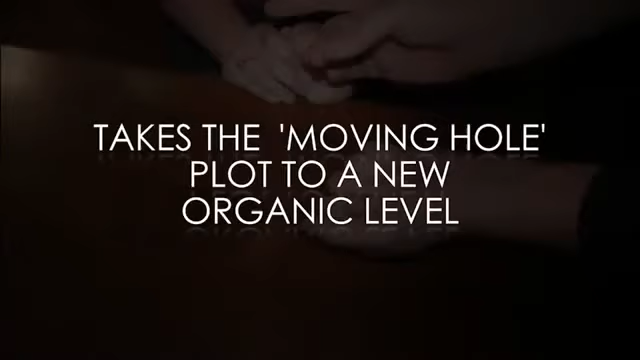 TAKES THE 'MOVING HOLE'
PLOT TO A NEW
ORGANIC LEVEL